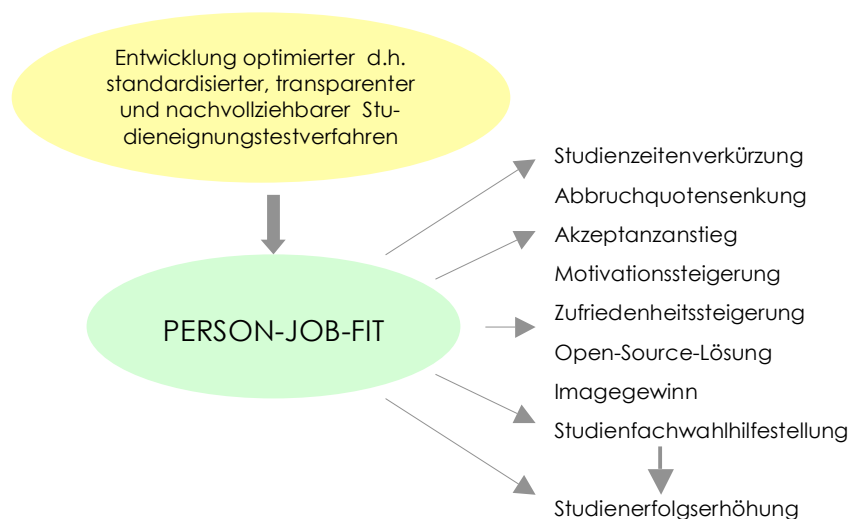 Entwicklung optimierter d.h.
standardisierter, transparenter
und nachvollziehbarer Stu-
dieneignungstestverfahren
PERSON-JOB-FIT
Studienzeitenverkürzung
Abbruchquotensenkung
Akzeptanzanstieg
Motivationssteigerung
Zufriedenheitssteigerung
Open-Source-Lösung
Imagegewinn
Studienfachwahlhilfestellung
Studienerfolgserhöhung